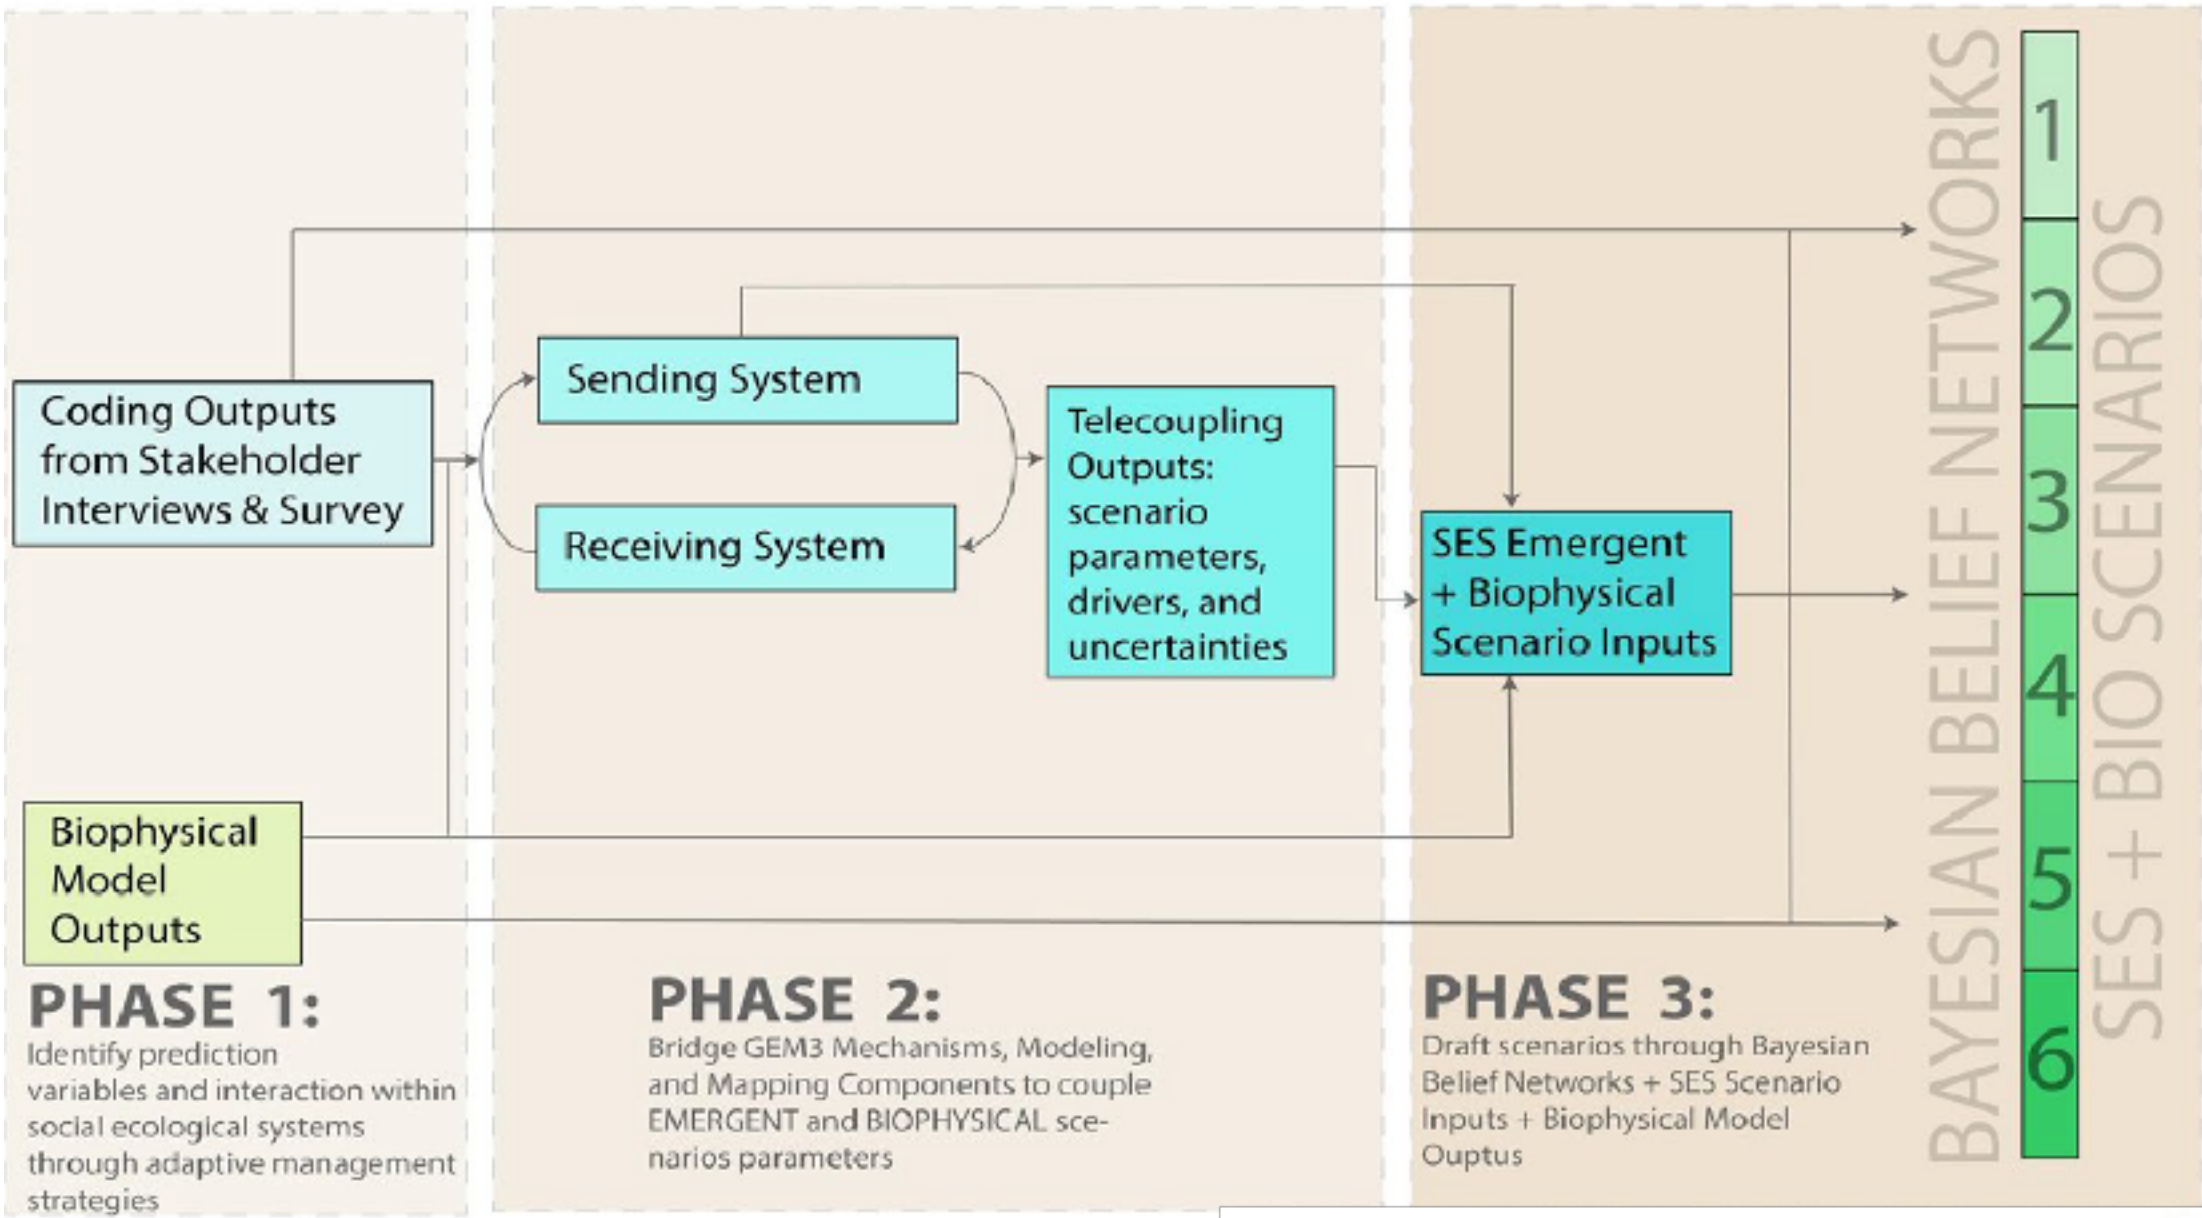 Coding Outputs
from Stakeholder
Interviews & Survey
Biophysical
Model
Outputs
PHASE 1:
Identify prediction
variables and interaction within
social ecological systems
through adaptive management
strategies
Sending System
Receiving System
Telecoupling
Outputs:
scenario
parameters,
drivers, and
uncertainties
PHASE 2:
Bridge GEM3 Mechanisms, Modeling,
and Mapping Components to couple
EMERGENT and BIOPHYSICAL sce-
narios parameters
SES Emergent
+ Biophysical
Scenario Inputs
PHASE 3:
Draft scenarios through Bayesian
Belief Networks + SES Scenario
Inputs + Biophysical Model
Ouptus
BAYESIAN BELIEF NETWORKS
1
2
3
4
5
6
SES + BIO SCENARIOS